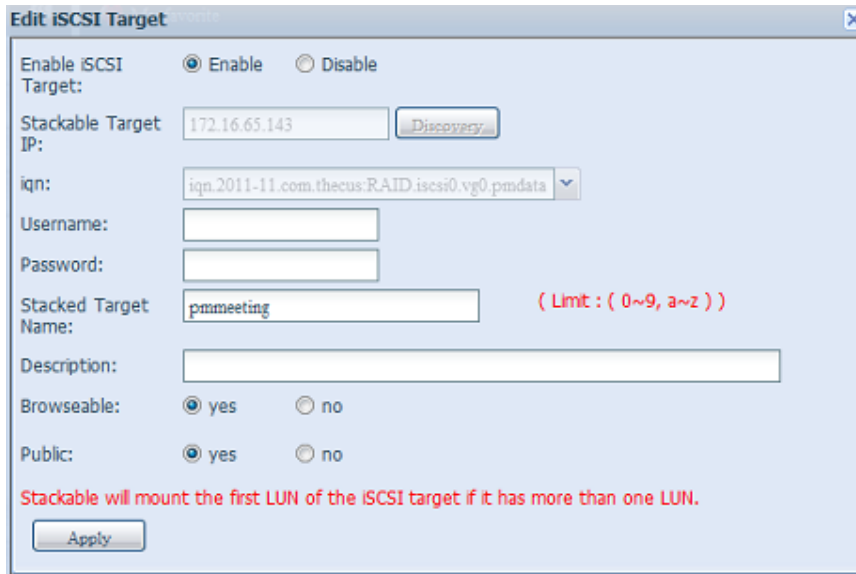 Edit iSCSI Target
Enable iSCSI Target:
Enable
Disable
Stackable Target IP:
172.16.65.143
Discovery
iqn:
iqn.2011-11.com.thecus:RAID.iscsi0.vg0.pmdata
Username:
Password:
Stacked Target Name:
pmmeeting
( Limit : ( 0~9, a~z ) )
Description:
Browseable:
yes
no
Public:
yes
no
Stackable will mount the first LUN of the iSCSI target if it has more than one LUN.
Apply